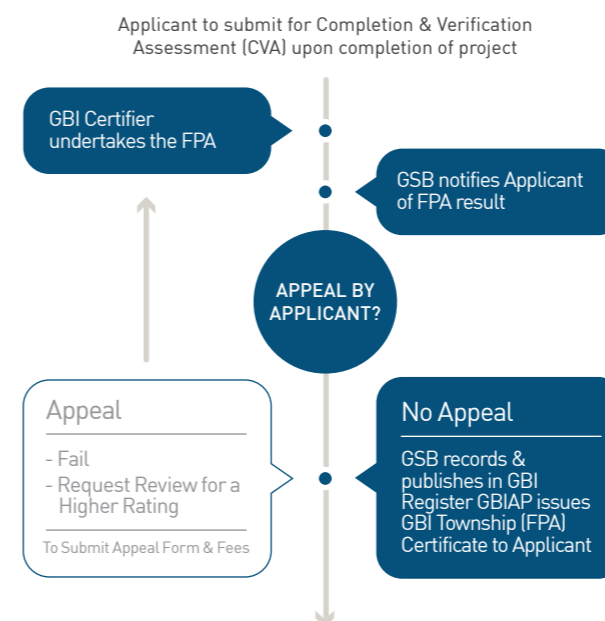 Applicant to submit for Completion & Verification
Assessment (CVA) upon completion of project
GBI Certifier
undertakes the FPA
GSB notifies Applicant
of FPA result
APPEAL BY
APPLICANT?
Appeal
- Fail
- Request Review for a
Higher Rating
To Submit Appeal Form & Fees
No Appeal
GSB records &
publishes in GBI
Register GBIAP issues
GBI Township (FPA)
Certificate to Applicant